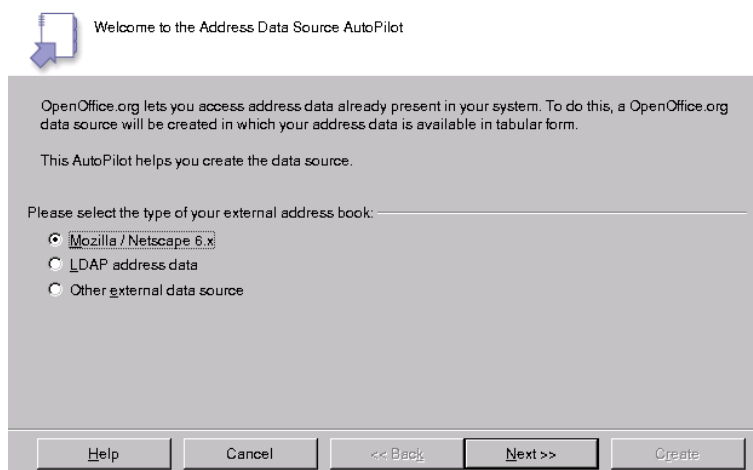 Welcome to the Address Data Source AutoPilot
OpenOffice.org lets you access address data already present in your system. To do this, a OpenOffice.org
data source will be created in which your address data is available in tabular form.
This AutoPilot helps you create the data source.
Please select the type of your external address book:
Mozilla / Netscape 6.x
LDAP address data
Other external data source
Help Cancel << Back Next >> Create